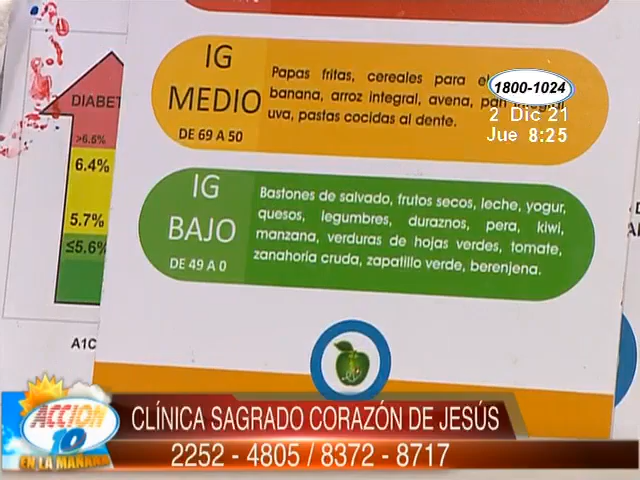 IG
MEDIO
DE 69 A 50
Papas fritas, cereales para
banana, arroz integral, avena, pan integral
uva, pastas cocidas al dente.
1800-1024
2 Dic 21
Jue 8:25
DIABET
>6.5%
6.4%
5.7%
≤5.6%
A1C
IG
BAJO
DE 49 A 0
Bastones de salvado, frutos secos, leche, yogur,
quesos, legumbres, duraznos, pera, kiwi,
manzana, verduras de hojas verdes, tomate,
zanahoria cruda, zapatillo verde, berenjena.
ACCION
10
EN LA MAÑANA
CLÍNICA SAGRADO CORAZÓN DE JESÚS
2252 - 4805 / 8372 - 8717